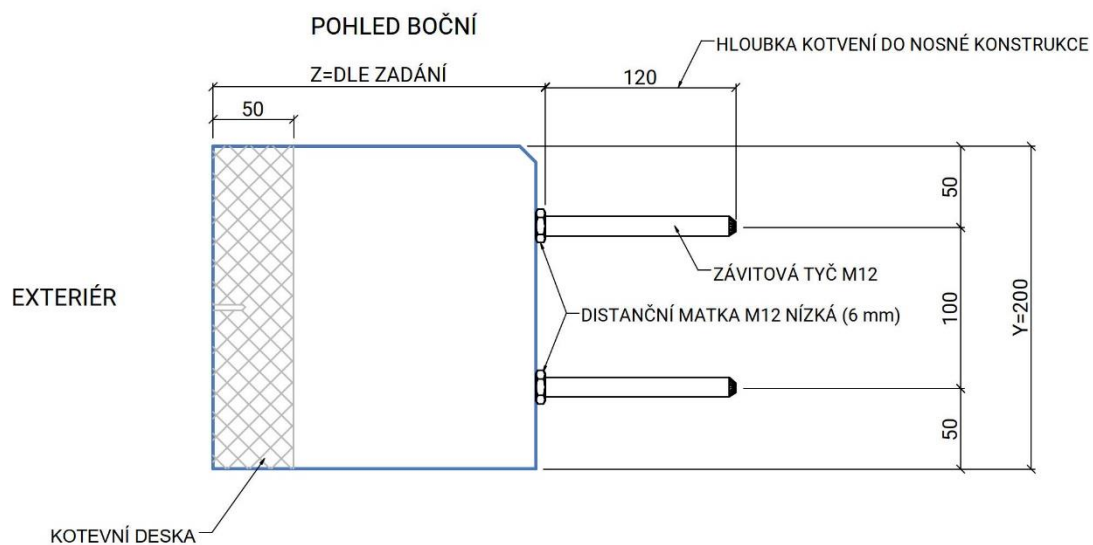 POHLED BOČNÍ
HLOUBKA KOTVENÍ DO NOSNÉ KONSTRUKCE
Z=DLE ZADÁNÍ
120
50
50
ZÁVITOVÁ TYČ M12
EXTERIÉR
DISTANČNÍ MATKA M12 NÍZKÁ (6 mm)
100
Y=200
50
KOTEVNÍ DESKA